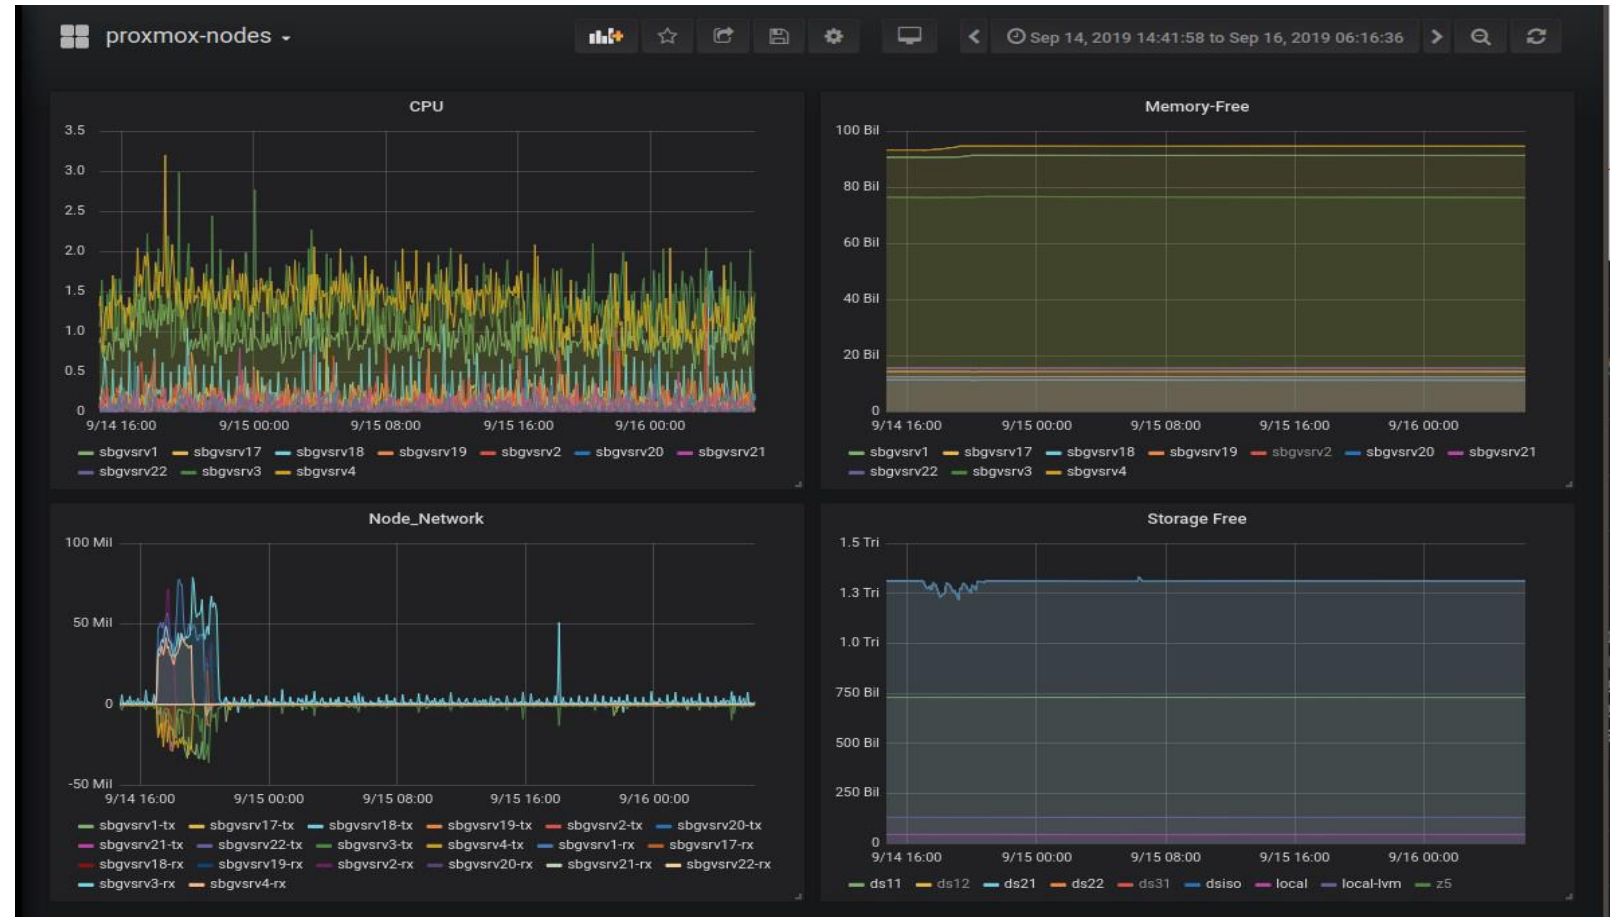 proxmox-nodes
Sep 14, 2019 14:41:58 to Sep 16, 2019 06:16:36
CPU
3.5
3.0
2.5
2.0
1.5
1.0
0.5
0
9/14 16:00 9/15 00:00 9/15 08:00 9/15 16:00 9/16 00:00
sbgvsrv1 sbgvsrv17 sbgvsrv18 sbgvsrv19 sbgvsrv2 sbgvsrv20 sbgvsrv21
sbgvsrv22 sbgvsrv3 sbgvsrv4
Memory-Free
100 Bil
80 Bil
60 Bil
40 Bil
20 Bil
0
9/14 16:00 9/15 00:00 9/15 08:00 9/15 16:00 9/16 00:00
sbgvsrv1 sbgvsrv17 sbgvsrv18 sbgvsrv19 sbgvsrv2 sbgvsrv20 sbgvsrv21
sbgvsrv22 sbgvsrv3 sbgvsrv4
Node_Network
100 Mil
50 Mil
0
-50 Mil
9/14 16:00 9/15 00:00 9/15 08:00 9/15 16:00 9/16 00:00
sbgvsrv1-tx sbgvsrv17-tx sbgvsrv18-tx sbgvsrv19-tx sbgvsrv2-tx sbgvsrv20-tx
sbgvsrv21-tx sbgvsrv22-tx sbgvsrv3-tx sbgvsrv4-tx sbgvsrv1-rx sbgvsrv17-rx
sbgvsrv18-rx sbgvsrv19-rx sbgvsrv2-rx sbgvsrv20-rx sbgvsrv21-rx sbgvsrv22-rx
sbgvsrv3-rx sbgvsrv4-rx
Storage Free
1.5 Tri
1.3 Tri
1.0 Tri
750 Bil
500 Bil
250 Bil
0
9/14 16:00 9/15 00:00 9/15 08:00 9/15 16:00 9/16 00:00
ds11 ds12 ds21 ds22 ds31 dsiso local local-lvm z5